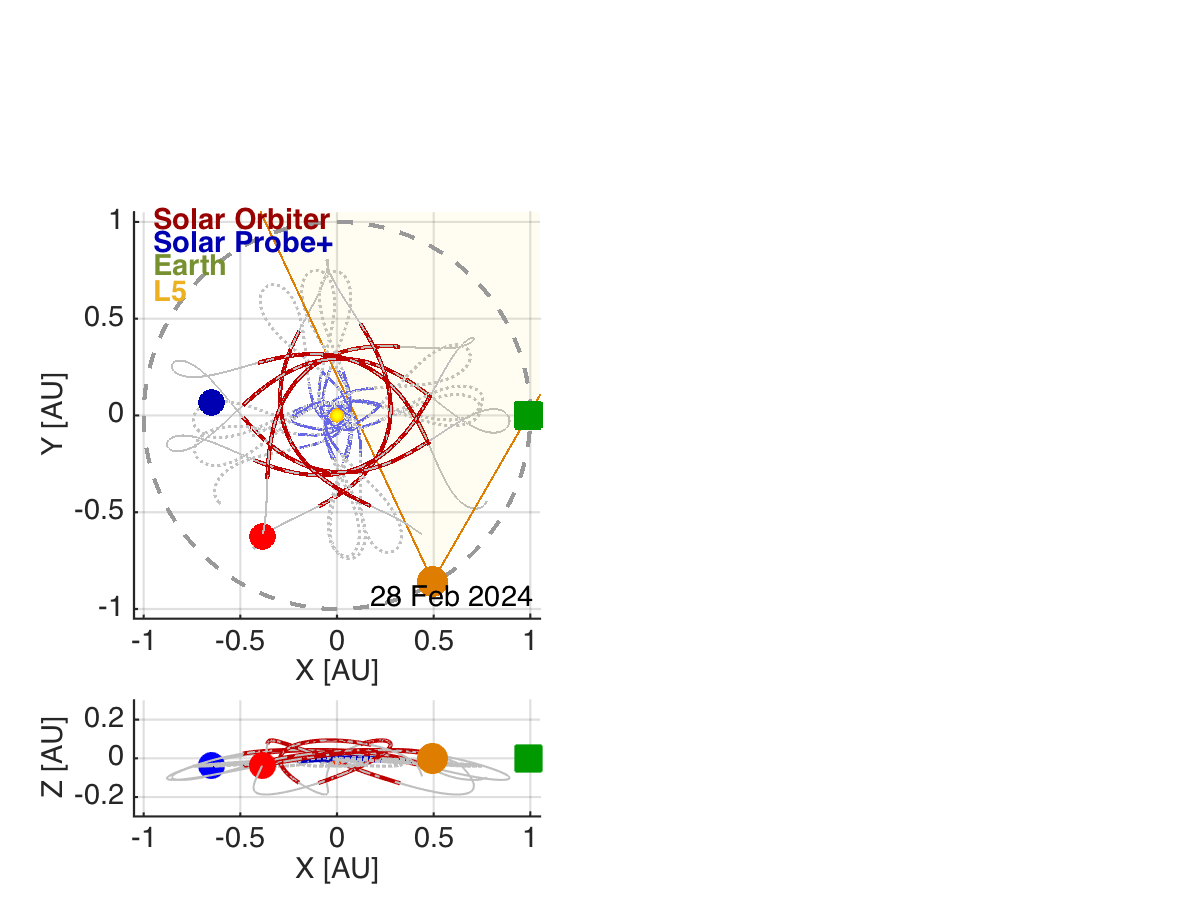 Solar Orbiter
Solar Probe+
Earth
L5
1
0.5
0
-0.5
-1
Y [AU]
28 Feb 2024
-1 -0.5 0 0.5 1
X [AU]
0.2
0
-0.2
Z [AU]
-1 -0.5 0 0.5 1
X [AU]